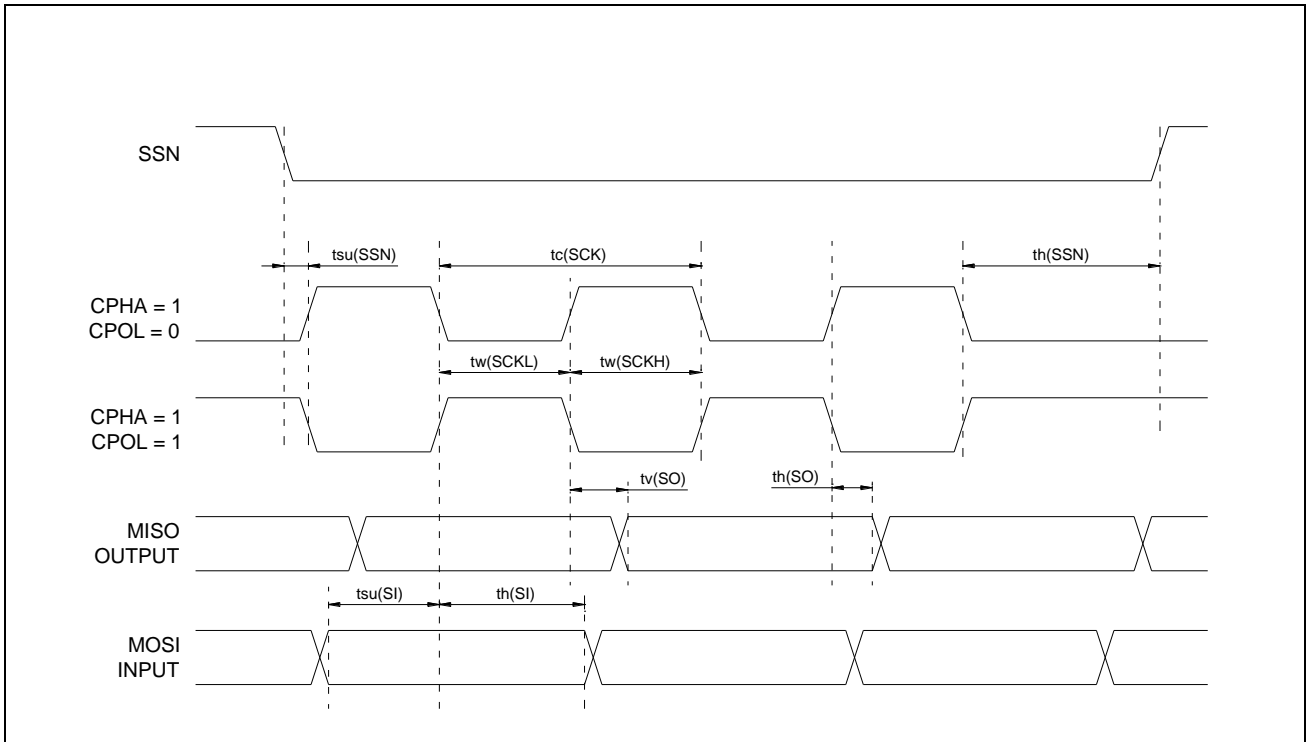 SSN
tsu(SSN)
tc(SCK)
th(SSN)
CPHA = 1
CPOL = 0
tw(SCKL)
tw(SCKH)
CPHA = 1
CPOL = 1
tv(SO)
th(SO)
MISO
OUTPUT
tsu(SI)
th(SI)
MOSI
INPUT